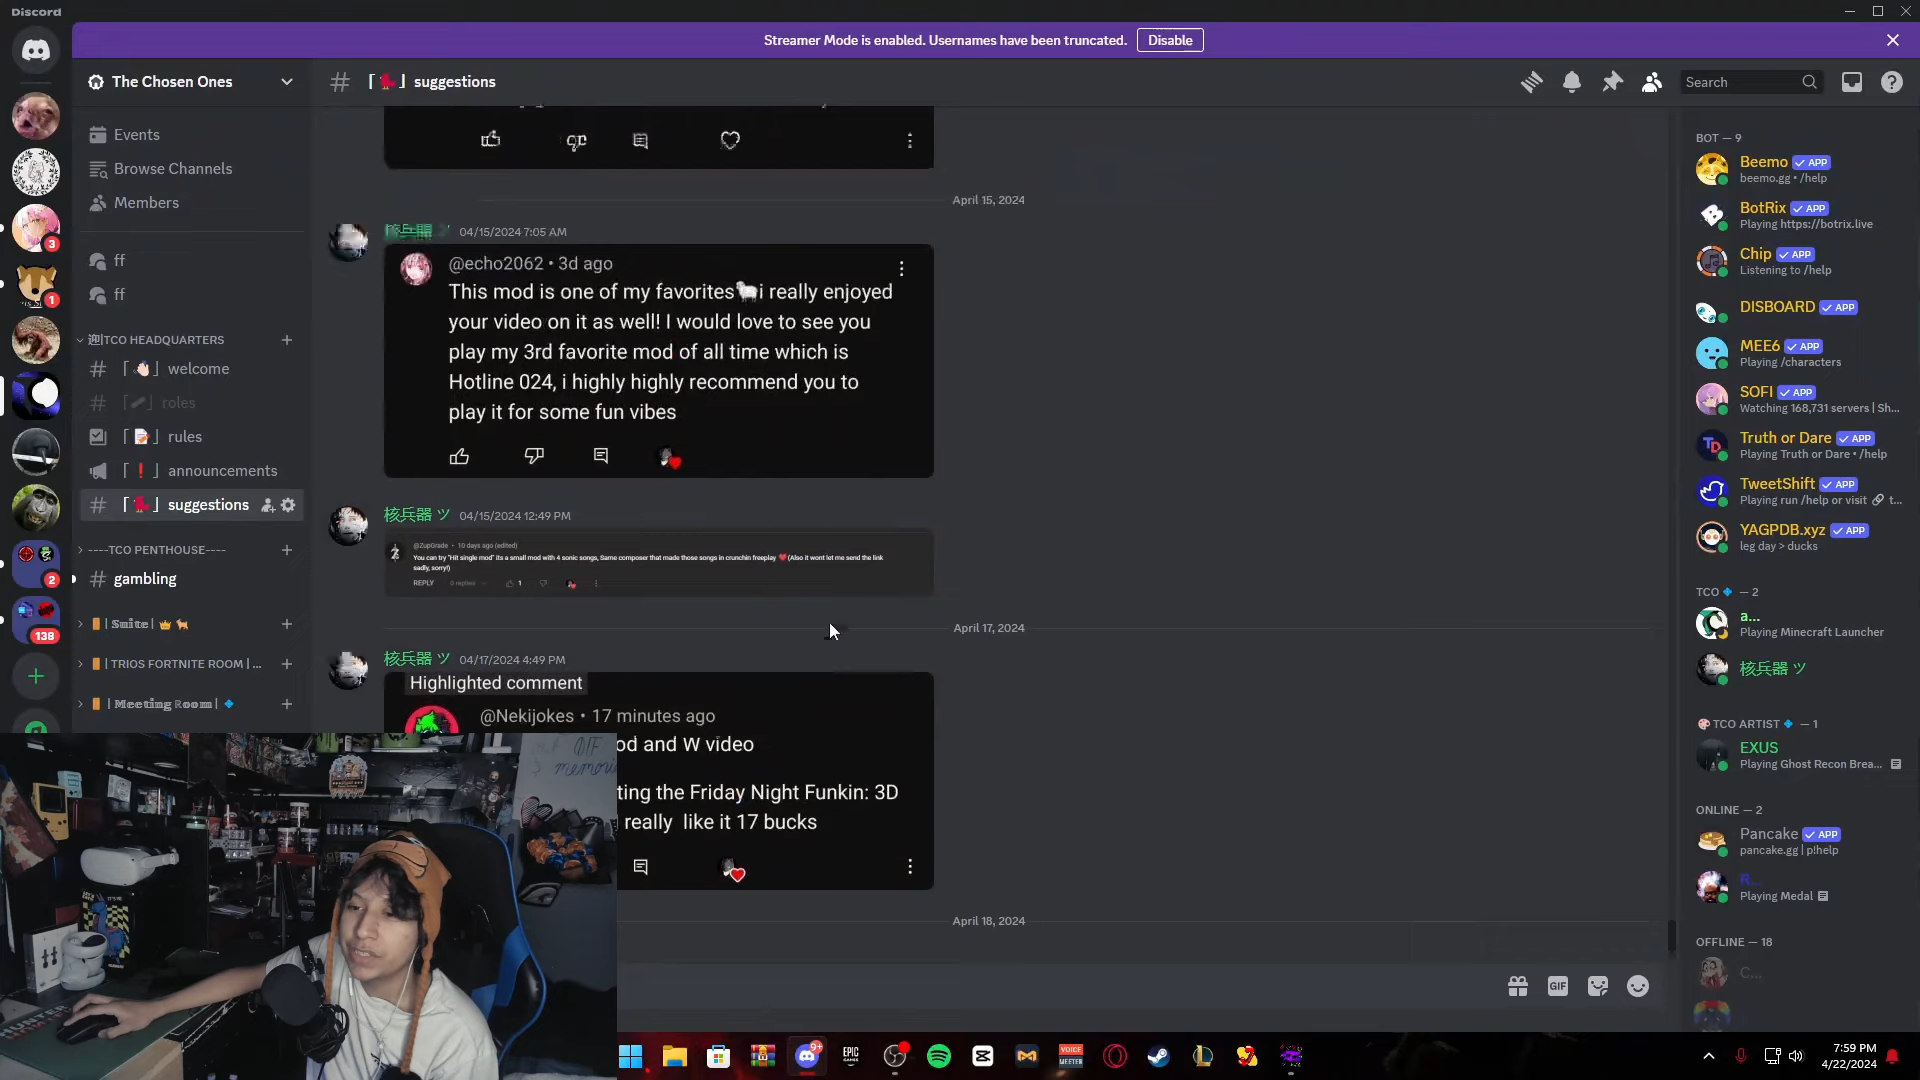 Discord
Streamer Mode is enabled. Usernames have been truncated.
Disable
The Chosen Ones
suggestions
Search
Events
Browse Channels
Members
ff
ff
TCO HEADQUARTERS
welcome
roles
rules
announcements
suggestions
----TCO PENTHOUSE----
gambling
| Smite |
| TRIOS FORTNITE ROOM | ...
| Meeting Room |
3
1
2
138
April 15, 2024
04/15/2024 7:05 AM
@echo2062 • 3d ago
This mod is one of my favorites🐑i really enjoyed
your video on it as well! I would love to see you
play my 3rd favorite mod of all time which is
Hotline 024, i highly highly recommend you to
play it for some fun vibes
核兵器 ツ 04/15/2024 12:49 PM
@ZupGrade • 10 days ago (edited)
You can try "Hit single mod" its a small mod with 4 sonic songs, Same composer that made those songs in crunchin freeplay ❤ (Also it wont let me send the link
sadly, sorry!)
REPLY 0 replies 1
April 17, 2024
核兵器 ツ 04/17/2024 4:49 PM
Highlighted comment
@Nekijokes • 17 minutes ago
od and W video
ting the Friday Night Funkin: 3D
really like it 17 bucks
April 18, 2024
GIF
BOT — 9
Beemo ✓ APP
beemo.gg • /help
BotRix ✓ APP
Playing https://botrix.live
Chip ✓ APP
Listening to /help
DISBOARD ✓ APP
MEE6 ✓ APP
Playing /characters
SOFI ✓ APP
Watching 168,731 servers | Sh...
Truth or Dare ✓ APP
Playing Truth or Dare • /help
TweetShift ✓ APP
Playing run /help or visit 🔗 t...
YAGPDB.xyz ✓ APP
leg day > ducks
TCO🔹 — 2
a...
Playing Minecraft Launcher
核兵器 ツ
TCO ARTIST🔹 — 1
EXUS
Playing Ghost Recon Brea...
ONLINE — 2
Pancake ✓ APP
pancake.gg | p!help
R...
Playing Medal
OFFLINE — 18
C...
EPIC
GAMES
VOICE
MEETER
9+
7:59 PM
4/22/2024